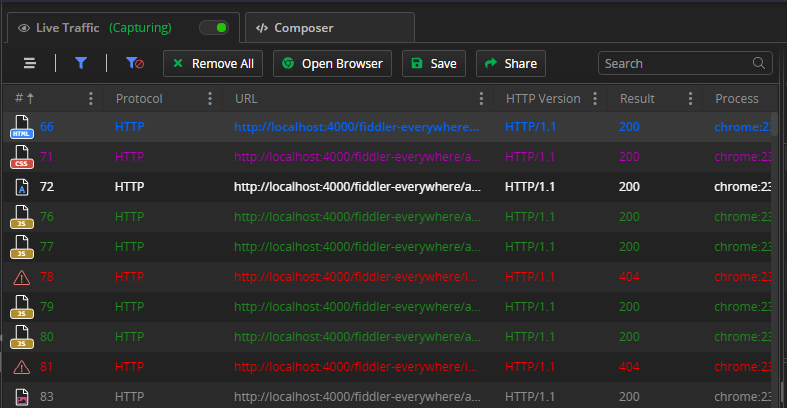 Live Traffic (Capturing) Composer
Remove All Open Browser Save Share Search
# Protocol URL HTTP Version Result Process
HTML 66 HTTP http://localhost:4000/fiddler-everywhere... HTTP/1.1 200 chrome:23
CSS 71 HTTP http://localhost:4000/fiddler-everywhere/a... HTTP/1.1 200 chrome:23
A 72 HTTP http://localhost:4000/fiddler-everywhere/a... HTTP/1.1 200 chrome:23
JS 76 HTTP http://localhost:4000/fiddler-everywhere/a... HTTP/1.1 200 chrome:23
JS 77 HTTP http://localhost:4000/fiddler-everywhere/a... HTTP/1.1 200 chrome:23
78 HTTP http://localhost:4000/fiddler-everywhere/i... HTTP/1.1 404 chrome:23
JS 79 HTTP http://localhost:4000/fiddler-everywhere/a... HTTP/1.1 200 chrome:23
JS 80 HTTP http://localhost:4000/fiddler-everywhere/a... HTTP/1.1 200 chrome:23
81 HTTP http://localhost:4000/fiddler-everywhere/i... HTTP/1.1 404 chrome:23
83 HTTP http://localhost:4000/fiddler-everywhere/a... HTTP/1.1 200 chrome:23